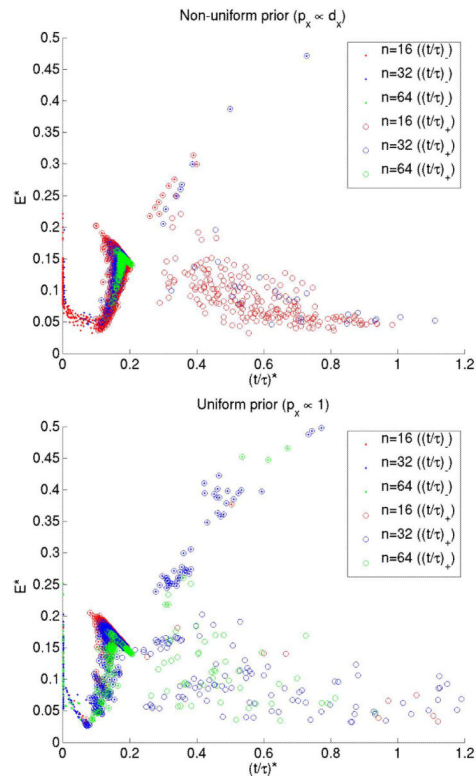 Non-uniform prior (p_x ∝ d_x)
0.5
0.45
0.4
0.35
0.3
0.25
0.2
0.15
0.1
0.05
0
E*
0 0.2 0.4 0.6 0.8 1 1.2
(t/τ)*
n=16 ((t/τ)_-)
n=32 ((t/τ)_-)
n=64 ((t/τ)_-)
n=16 ((t/τ)_+)
n=32 ((t/τ)_+)
n=64 ((t/τ)_+)
Uniform prior (p_x ∝ 1)
0.5
0.45
0.4
0.35
0.3
0.25
0.2
0.15
0.1
0.05
0
E*
0 0.2 0.4 0.6 0.8 1 1.2
(t/τ)*
n=16 ((t/τ)_-)
n=32 ((t/τ)_-)
n=64 ((t/τ)_-)
n=16 ((t/τ)_+)
n=32 ((t/τ)_+)
n=64 ((t/τ)_+)